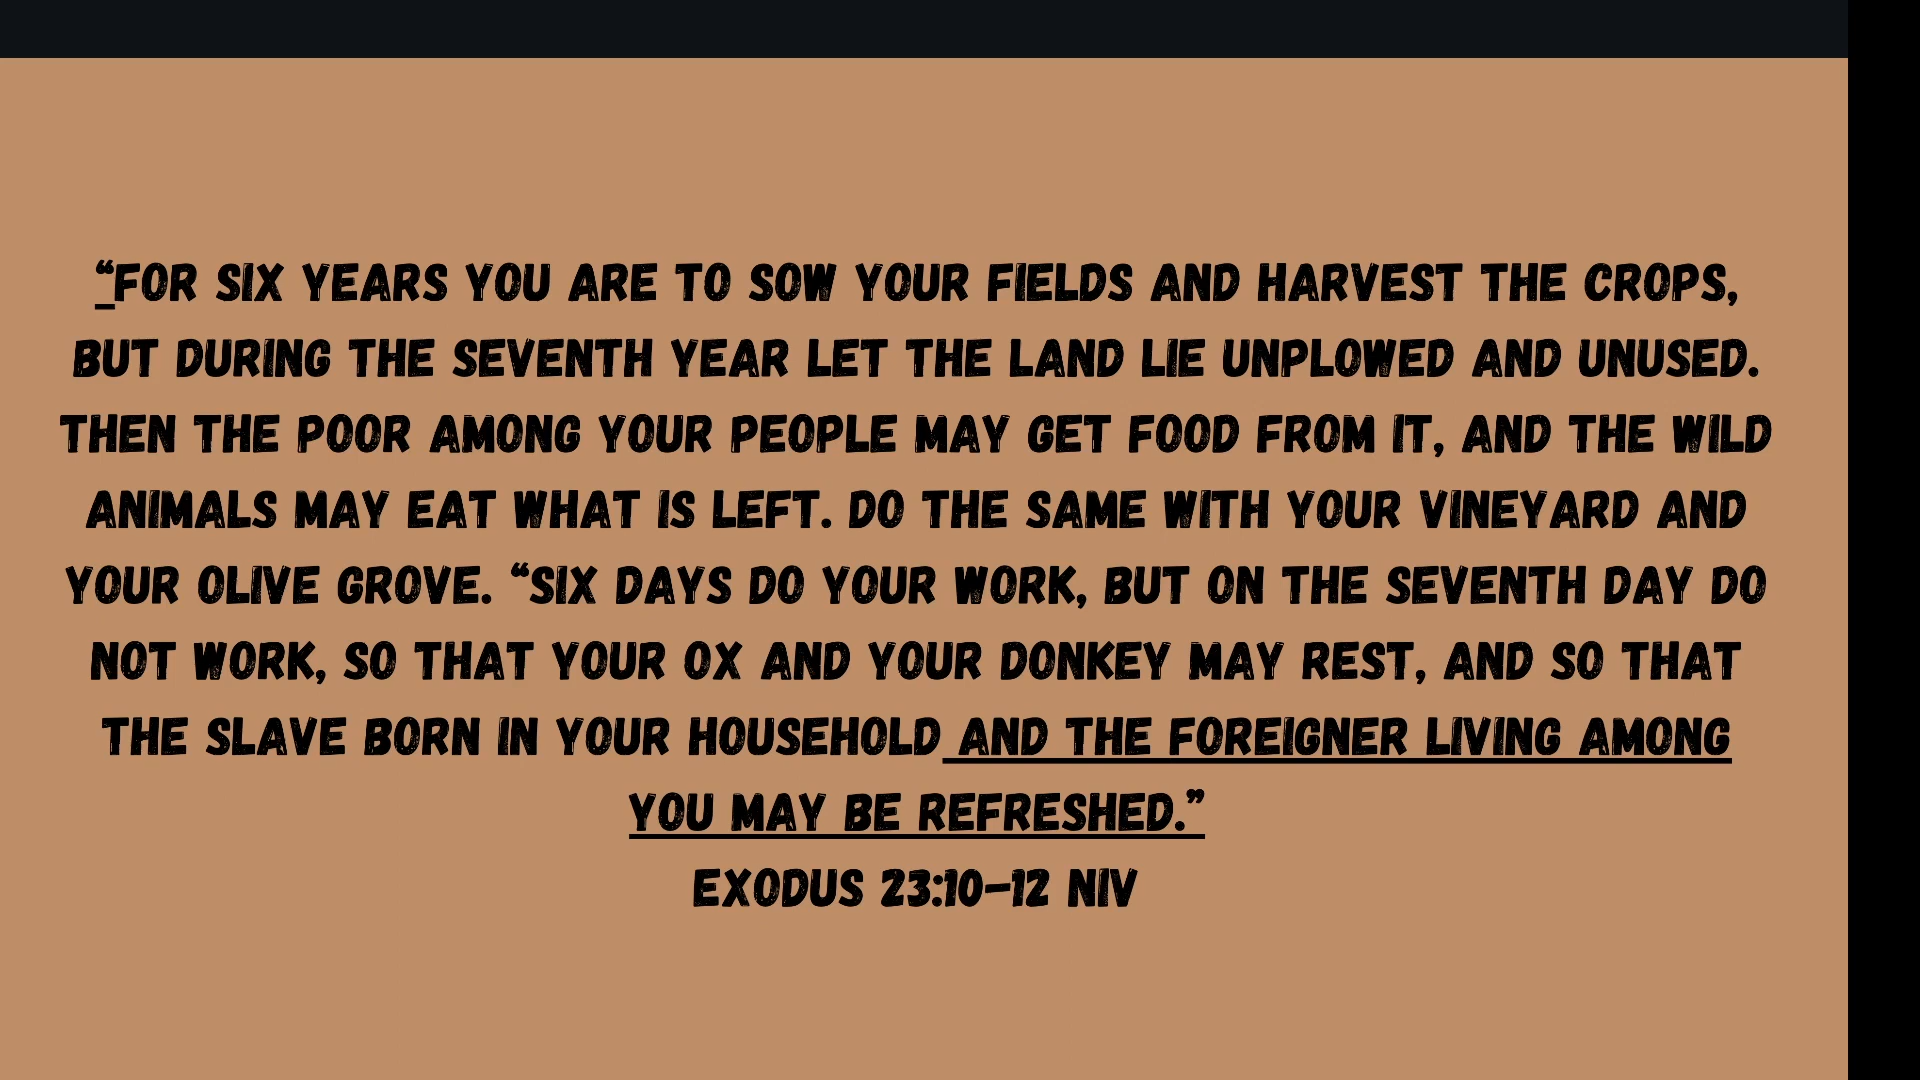 “FOR SIX YEARS YOU ARE TO SOW YOUR FIELDS AND HARVEST THE CROPS,
BUT DURING THE SEVENTH YEAR LET THE LAND LIE UNPLOWED AND UNUSED.
THEN THE POOR AMONG YOUR PEOPLE MAY GET FOOD FROM IT, AND THE WILD
ANIMALS MAY EAT WHAT IS LEFT. DO THE SAME WITH YOUR VINEYARD AND
YOUR OLIVE GROVE. “SIX DAYS DO YOUR WORK, BUT ON THE SEVENTH DAY DO
NOT WORK, SO THAT YOUR OX AND YOUR DONKEY MAY REST, AND SO THAT
THE SLAVE BORN IN YOUR HOUSEHOLD AND THE FOREIGNER LIVING AMONG
YOU MAY BE REFRESHED.”
EXODUS 23:10–12 NIV